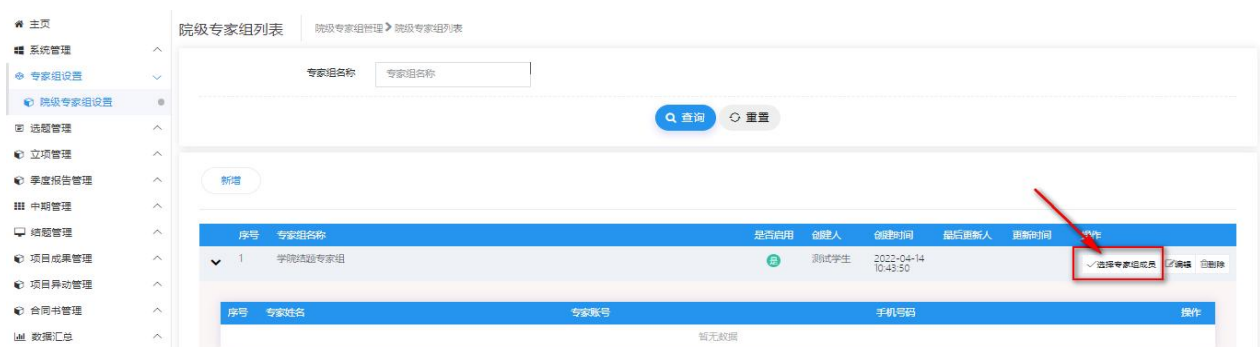 主页
院级专家组列表
院级专家组管理 院级专家组列表
系统管理
专家组设置
专家组名称
专家组名称
院级专家组设置
选题管理
查询
重置
立项管理
季度报告管理
新增
中期管理
结题管理
序号 专家组名称 是否启用 创建人 创建时间 最后更新人 更新时间 操作
项目成果管理
1 学院结题专家组 是 测试学生 2022-04-14
10:43:50
选择专家组成员 编辑 删除
项目异动管理
合同书管理
序号 专家姓名 专家账号 手机号码 操作
数据汇总
暂无数据